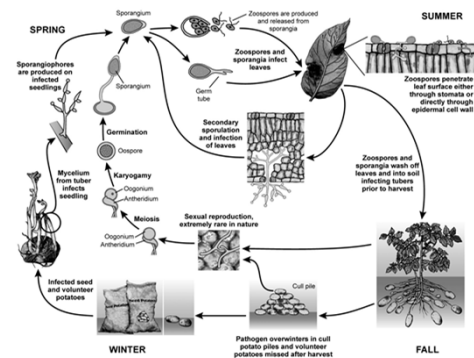 SPRING
Sporangium
Zoospores are produced
and released from
sporangia
SUMMER
Sporangiophores
are produced on
infected
seedlings
Sporangium
Zoospores and
sporangia infect
leaves
Germ
tube
Zoospores penetrate
leaf surface either
through stomata or
directly through
epidermal cell wall
Germination
Oospore
Secondary
sporulation and
infection
of leaves
Karyogamy
Oogonium
Antheridium
Mycelium
from tuber
infects
seedling
Zoospores and
sporangia wash off
leaves and into soil
infecting tubers
prior to harvest
Meiosis
Oogonium
Antheridium
Sexual reproduction,
extremely rare in nature
Infected seed
and volunteer
potatoes
Cull pile
Pathogen overwinters in cull
potato piles and volunteer
potatoes missed after harvest
WINTER
FALL